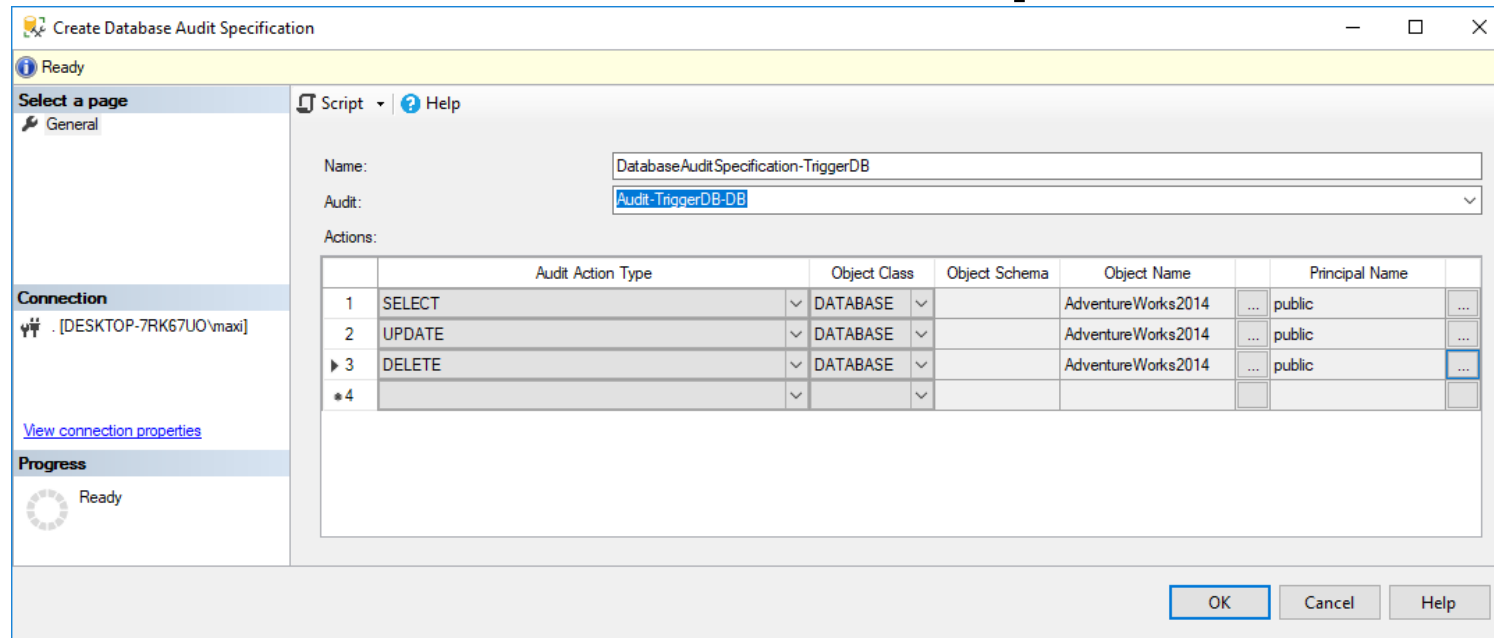 Create Database Audit Specification
Ready
Select a page
General
Script Help
Name: DatabaseAuditSpecification-TriggerDB
Audit: Audit-TriggerDB-DB
Actions:
Audit Action Type Object Class Object Schema Object Name Principal Name
1 SELECT DATABASE AdventureWorks2014 ... public ...
2 UPDATE DATABASE AdventureWorks2014 ... public ...
3 DELETE DATABASE AdventureWorks2014 ... public ...
4
Connection
. [DESKTOP-7RK67UO\maxi]
View connection properties
Progress
Ready
OK Cancel Help